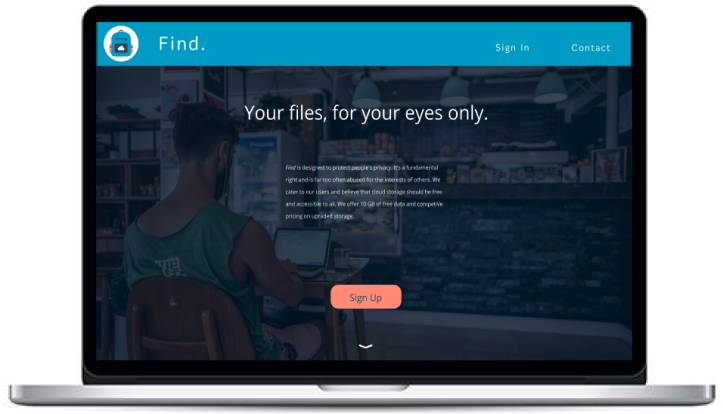 Find.
Sign In
Contact
Your files, for your eyes only.
Find is designed to protect people's privacy. It's a fundamental
right and is far too often abused for the interests of others. We
cater to our users and believe that cloud storage should be free
and accessible to all. We offer 10 GB of free data and competive
pricing on upraded storage.
Sign Up